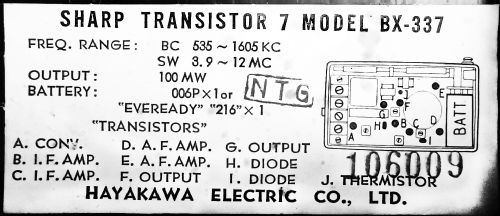 SHARP TRANSISTOR 7 MODEL BX-337
FREQ. RANGE: BC 535~1605 KC
SW 3.9~12 MC
OUTPUT: 100 MW
BATTERY: 006P×1 or
NTG
"EVEREADY" "216"×1
"TRANSISTORS"
A. CONV. D. A.F. AMP. G. OUTPUT
B. I.F. AMP. E. A.F. AMP. H. DIODE
C. I.F. AMP. F. OUTPUT I. DIODE J. THERMISTOR
106009
HAYAKAWA ELECTRIC CO., LTD.
J
E
F
G
H
B
A
C
D
I
BATT